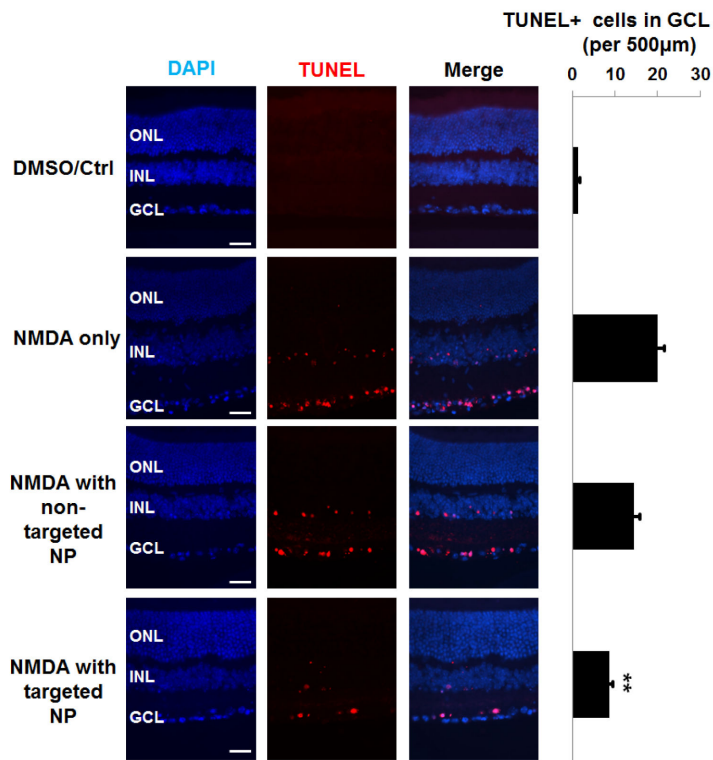 TUNEL+ cells in GCL
(per 500µm)
DAPI TUNEL Merge
0 10 20 30
DMSO/Ctrl
ONL
INL
GCL
NMDA only
ONL
INL
GCL
NMDA with
non-
targeted
NP
ONL
INL
GCL
NMDA with
targeted
NP
ONL
INL
GCL
**